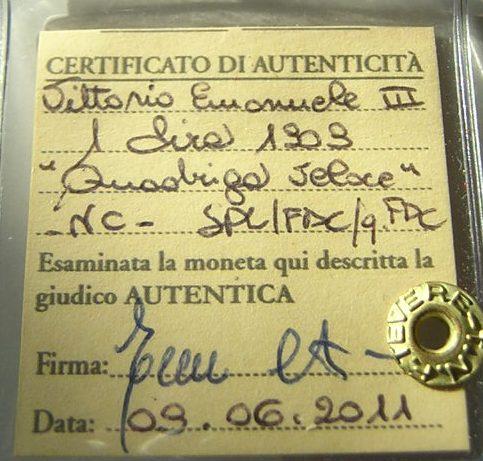 CERTIFICATO DI AUTENTICITÀ
Vittorio Emanuele III
1 Lira 1909
"Quadriga Veloce"
- NC - SPL/FDC/q.FDC
Esaminata la moneta qui descritta la
giudico AUTENTICA
Firma:
Data: 09.06.2011